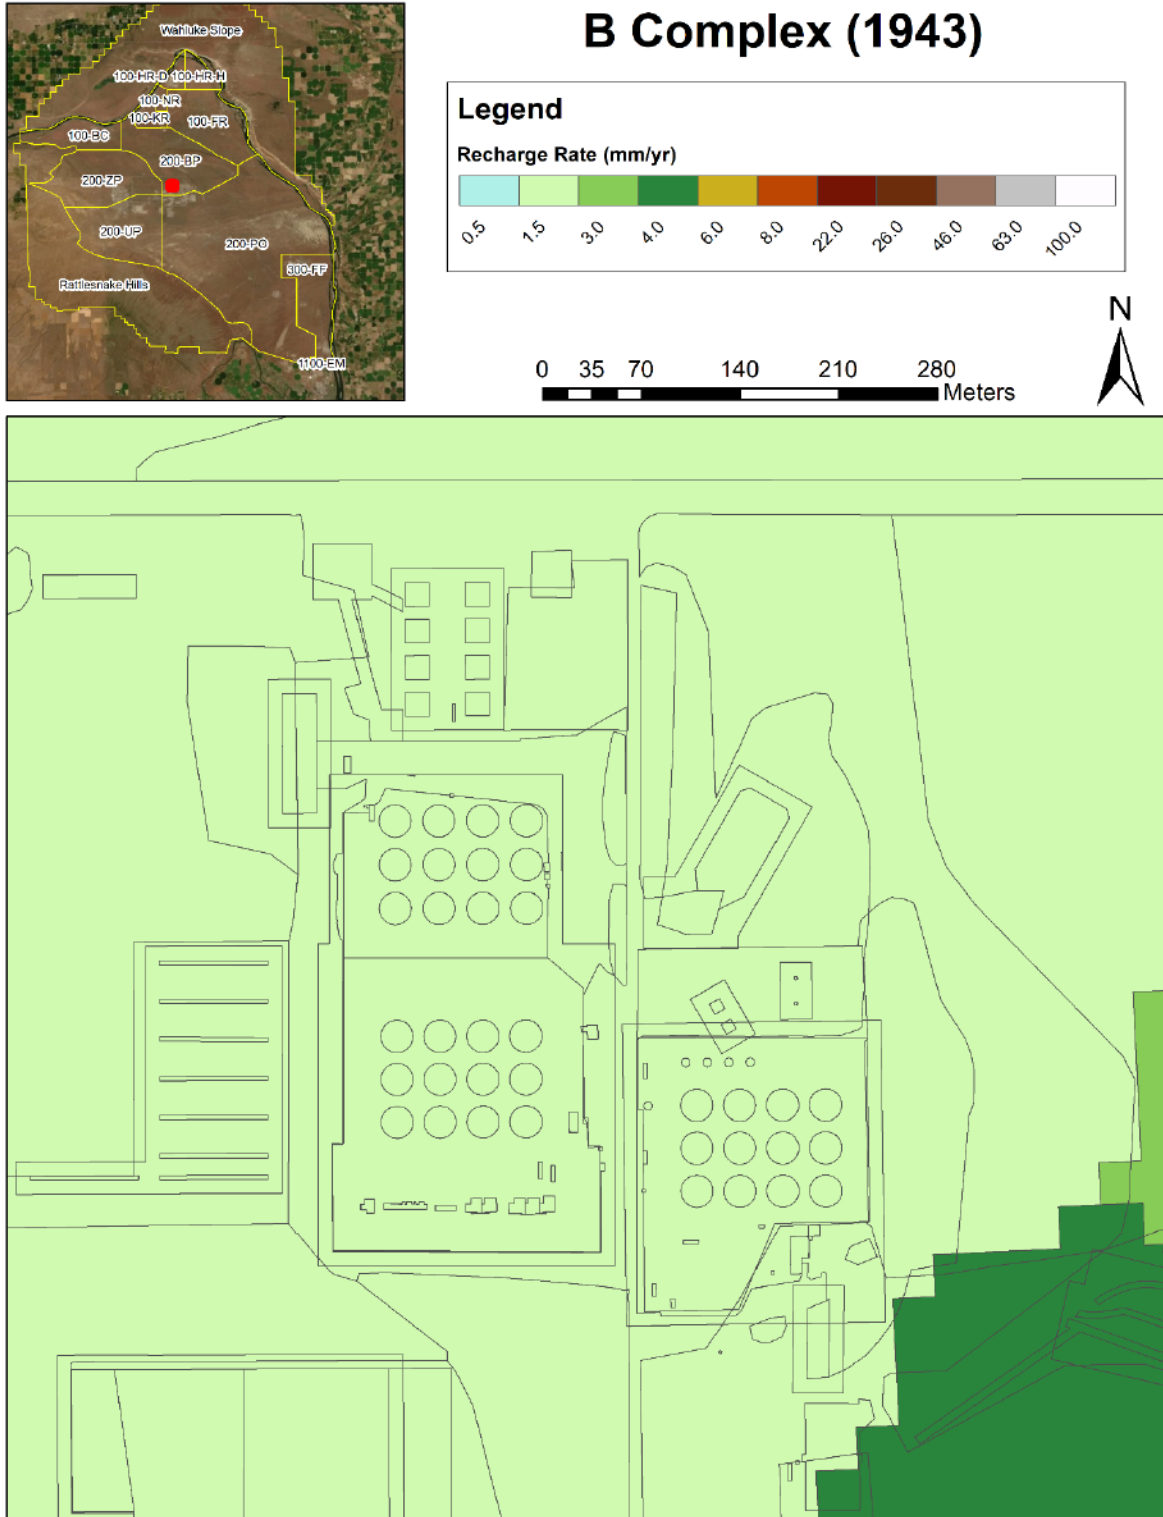 B Complex (1943)
Legend
Recharge Rate (mm/yr)
0.5 1.5 3.0 4.0 6.0 8.0 22.0 26.0 46.0 63.0 100.0
N
0 35 70 140 210 280
Meters
Wahluke Slope
100-HR-D 100-HR-H
100-NR
100-KR 100-FR
100-BC
200-BP
200-ZP
200-UP
200-PO
300-FF
Rattlesnake Hills
1100-EM